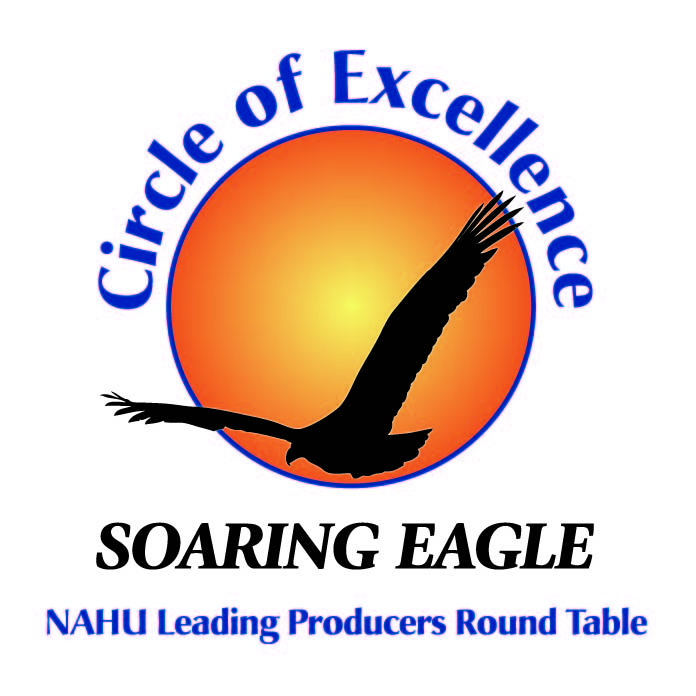 Circle of Excellence
SOARING EAGLE
NAHU Leading Producers Round Table